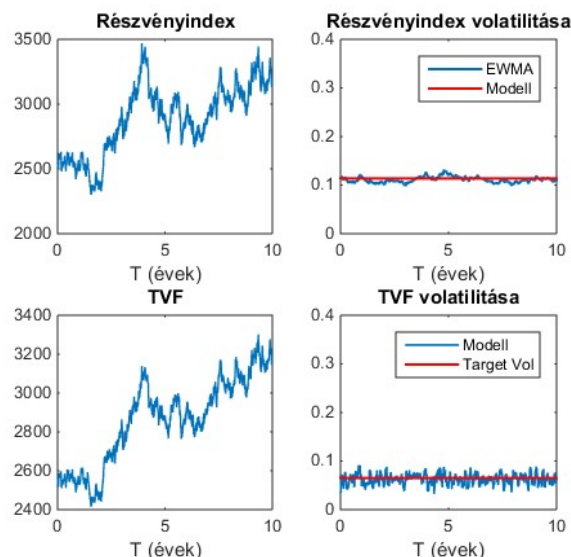 Részvényindex
3500
3000
2500
2000
0 5 10
T (évek)
Részvényindex volatilitása
0.4
0.3
0.2
0.1
0
EWMA
Modell
0 5 10
T (évek)
TVF
3400
3200
3000
2800
2600
2400
0 5 10
T (évek)
TVF volatilitása
0.4
0.3
0.2
0.1
0
Modell
Target Vol
0 5 10
T (évek)